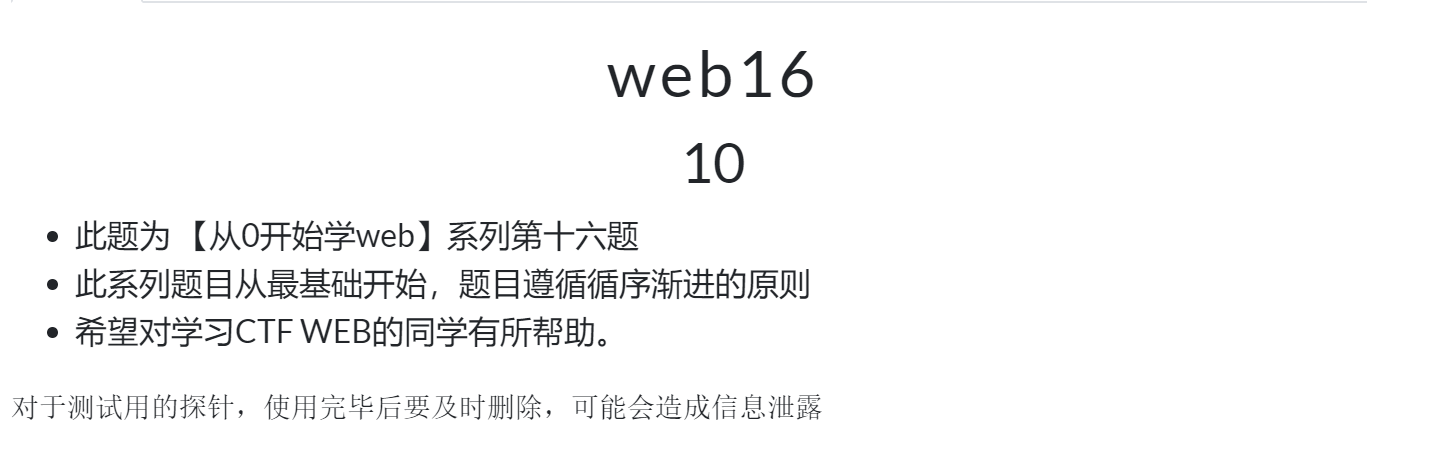 web16
10
此题为 【从0开始学web】系列第十六题
此系列题目从最基础开始，题目遵循循序渐进的原则
希望对学习CTF WEB的同学有所帮助。
对于测试用的探针，使用完毕后要及时删除，可能会造成信息泄露